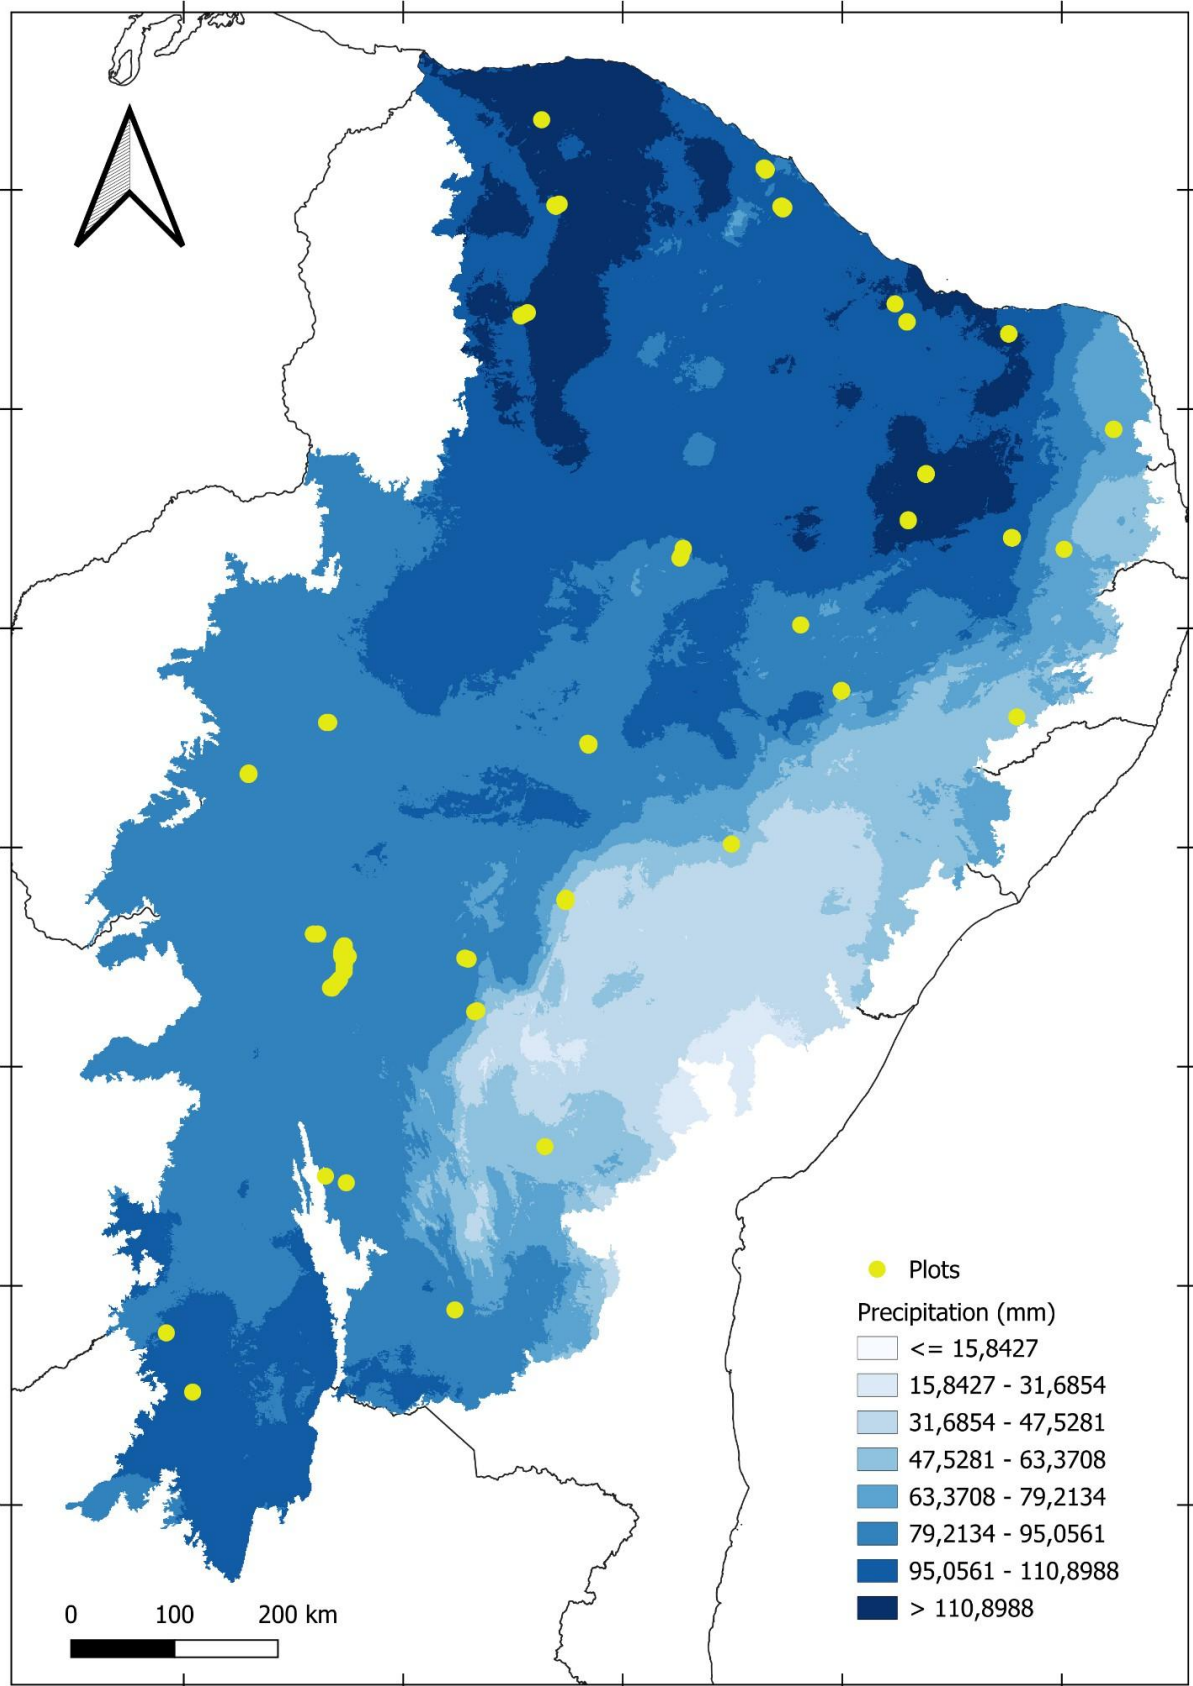 Plots
Precipitation (mm)
<= 15,8427
15,8427 - 31,6854
31,6854 - 47,5281
47,5281 - 63,3708
63,3708 - 79,2134
79,2134 - 95,0561
95,0561 - 110,8988
> 110,8988
0 100 200 km